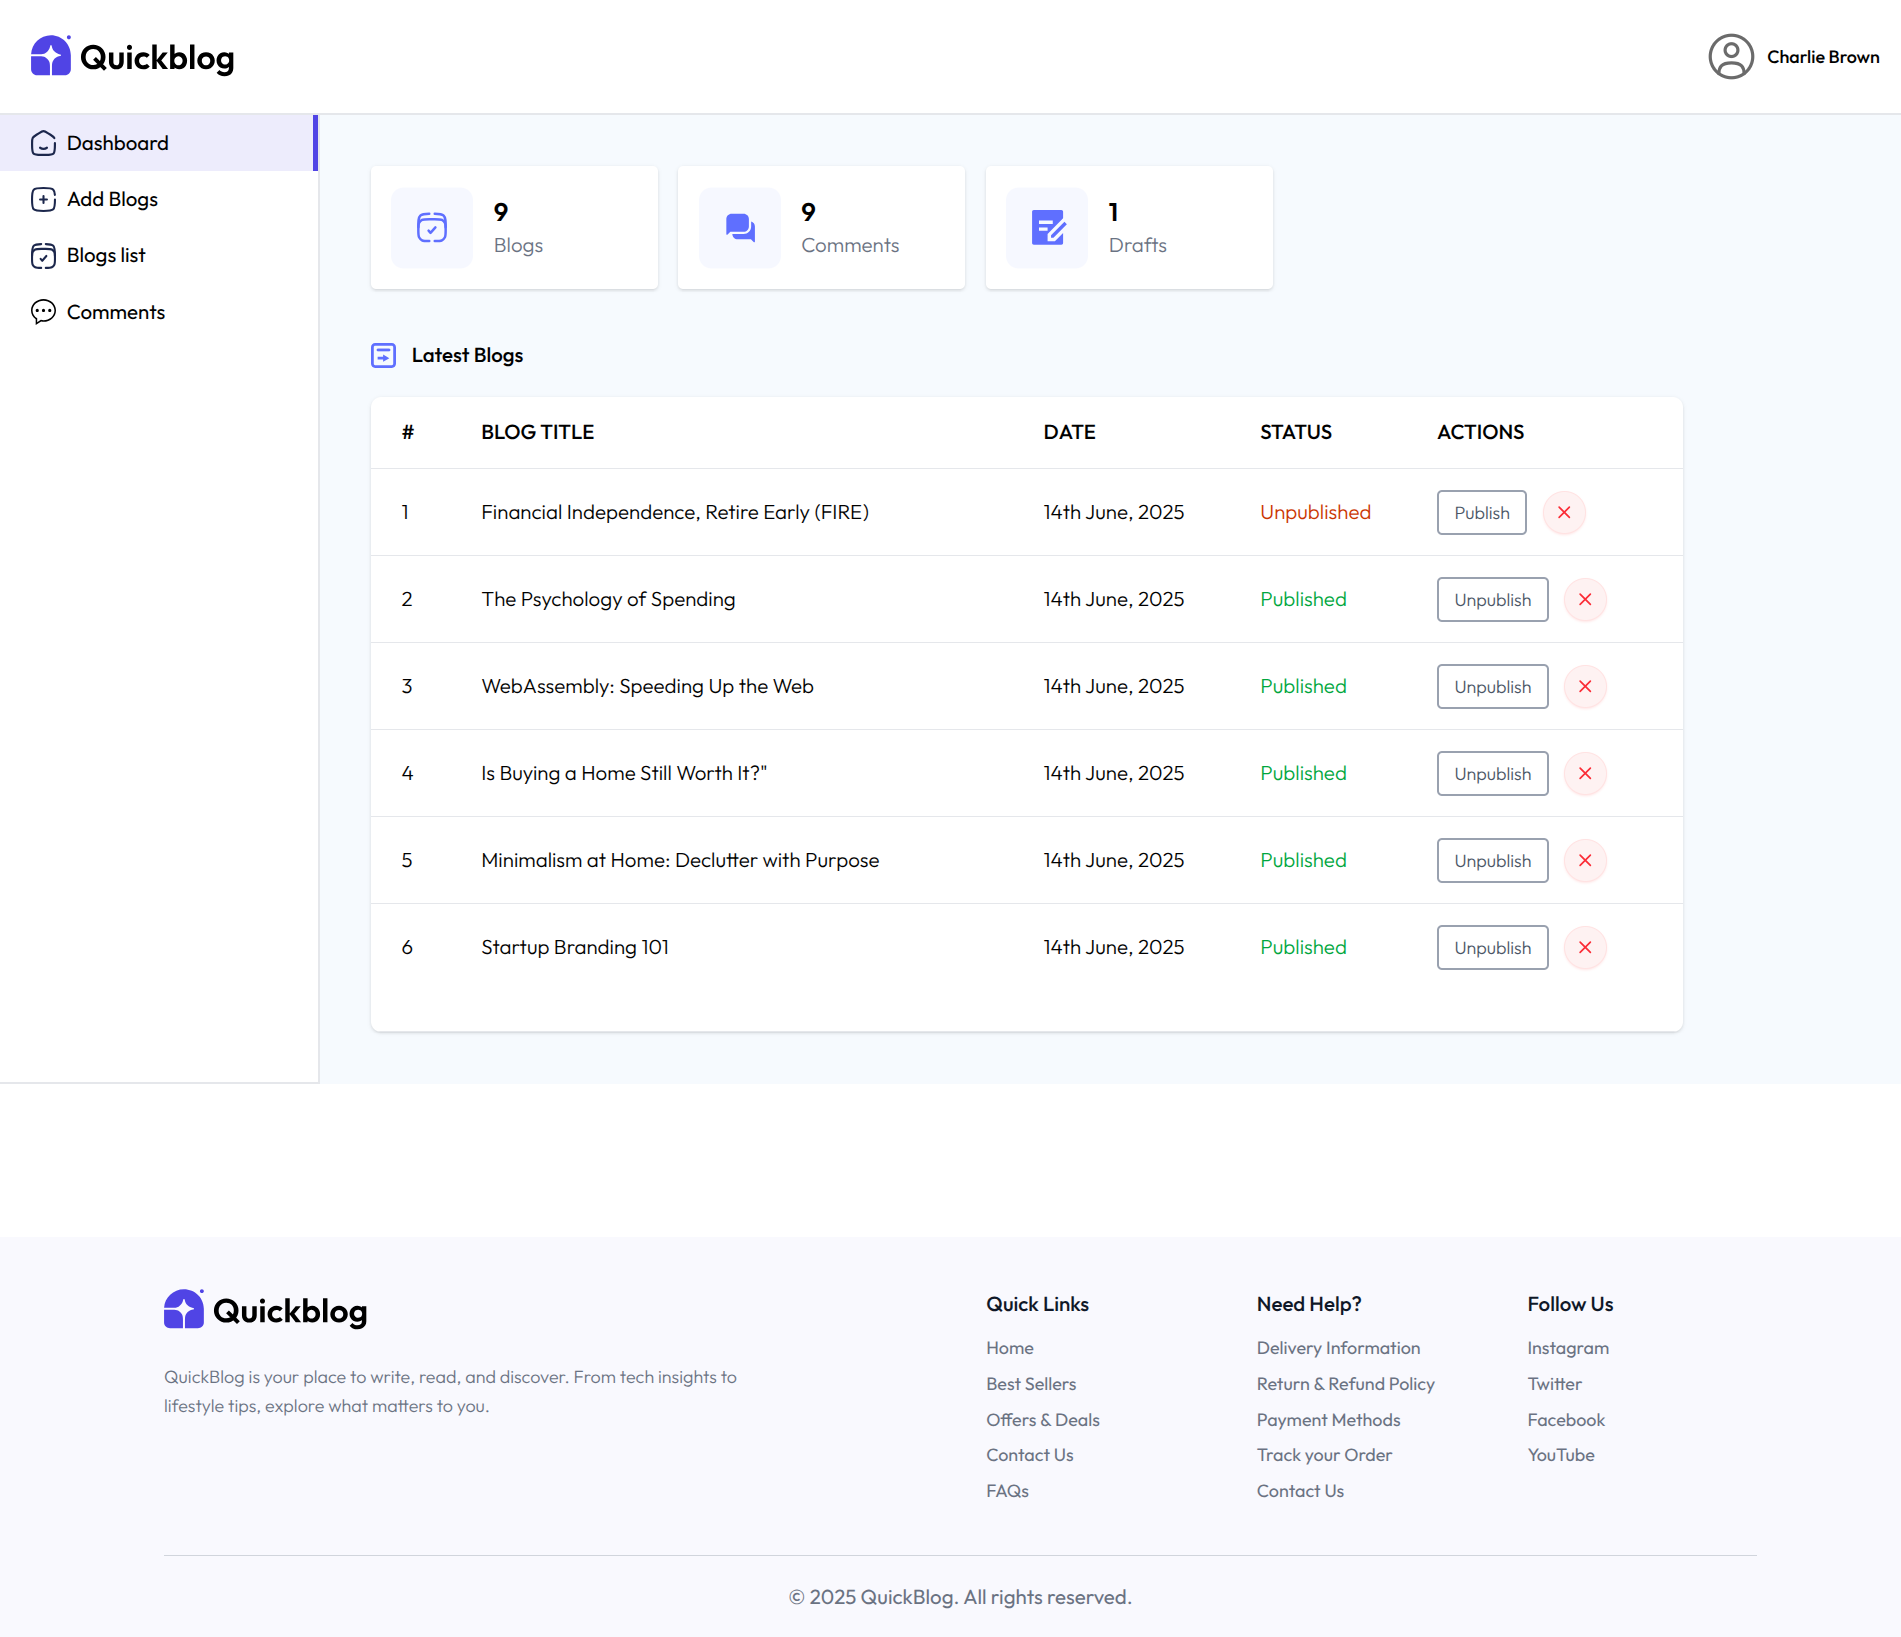 Quickblog
Charlie Brown
Dashboard
Add Blogs
Blogs list
Comments
9
Blogs
9
Comments
1
Drafts
Latest Blogs
# BLOG TITLE DATE STATUS ACTIONS
1 Financial Independence, Retire Early (FIRE) 14th June, 2025 Unpublished Publish
2 The Psychology of Spending 14th June, 2025 Published Unpublish
3 WebAssembly: Speeding Up the Web 14th June, 2025 Published Unpublish
4 Is Buying a Home Still Worth It?" 14th June, 2025 Published Unpublish
5 Minimalism at Home: Declutter with Purpose 14th June, 2025 Published Unpublish
6 Startup Branding 101 14th June, 2025 Published Unpublish
Quickblog
QuickBlog is your place to write, read, and discover. From tech insights to
lifestyle tips, explore what matters to you.
Quick Links
Home
Best Sellers
Offers & Deals
Contact Us
FAQs
Need Help?
Delivery Information
Return & Refund Policy
Payment Methods
Track your Order
Contact Us
Follow Us
Instagram
Twitter
Facebook
YouTube
© 2025 QuickBlog. All rights reserved.